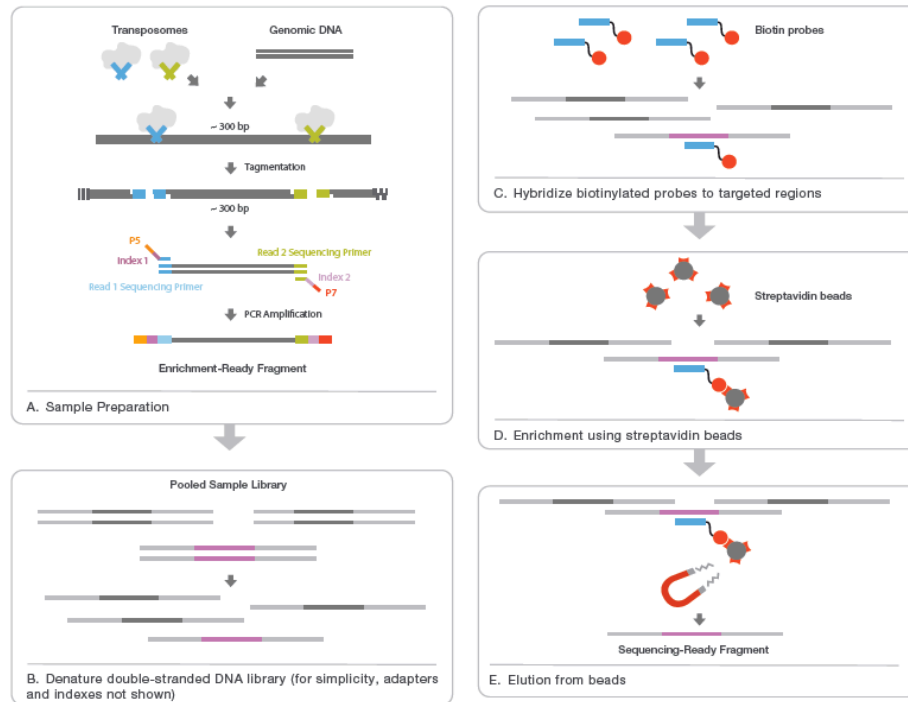 Transposomes
Genomic DNA
~ 300 bp
Tagmentation
~ 300 bp
P5
Index 1
Read 2 Sequencing Primer
Read 1 Sequencing Primer
Index 2
P7
PCR Amplification
Enrichment-Ready Fragment
A. Sample Preparation
Pooled Sample Library
B. Denature double-stranded DNA library (for simplicity, adapters
and indexes not shown)
Biotin probes
C. Hybridize biotinylated probes to targeted regions
Streptavidin beads
D. Enrichment using streptavidin beads
Sequencing-Ready Fragment
E. Elution from beads